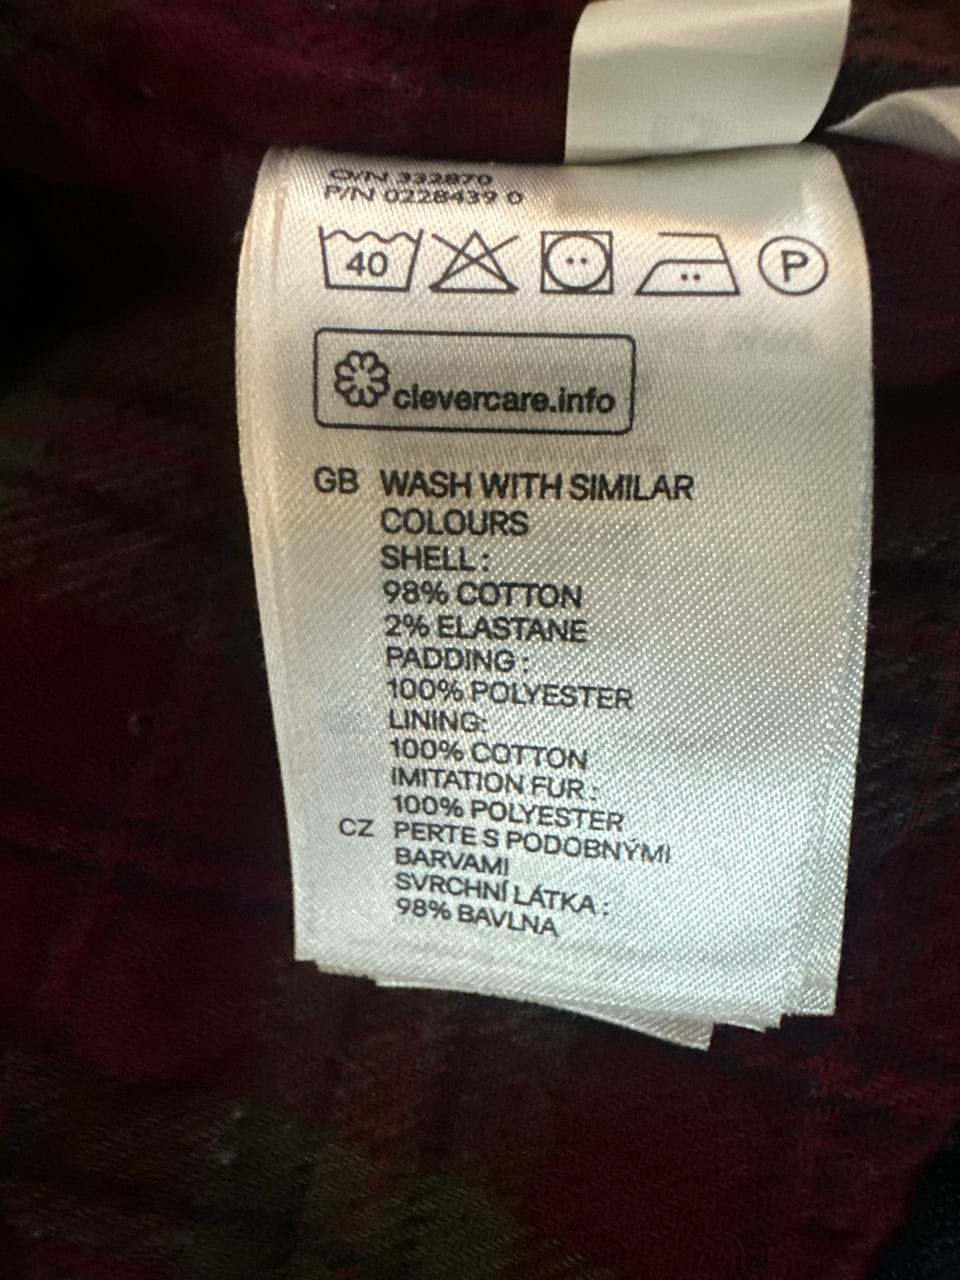 O/N 332870
P/N 0228439 0
40 P
clevercare.info
GB WASH WITH SIMILAR
COLOURS
SHELL :
98% COTTON
2% ELASTANE
PADDING :
100% POLYESTER
LINING:
100% COTTON
IMITATION FUR :
100% POLYESTER
CZ PERTE S PODOBNÝMI
BARVAMI
SVRCHNÍ LÁTKA :
98% BAVLNA